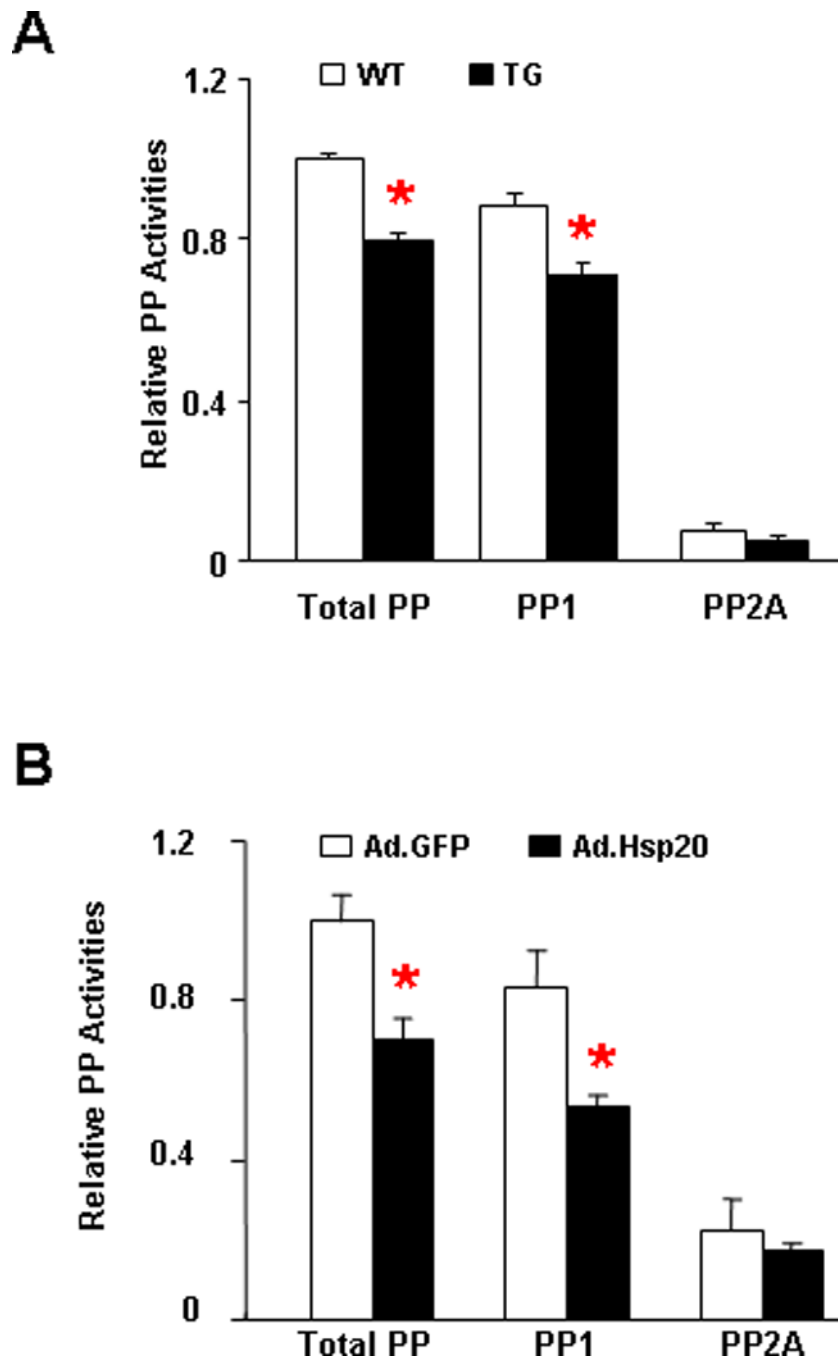 A
WT TG
Relative PP Activities
1.2
*
*
0.8
0.4
0
Total PP PP1 PP2A
B
Ad.GFP Ad.Hsp20
Relative PP Activities
1.2
*
0.8
*
0.4
0
Total PP PP1 PP2A